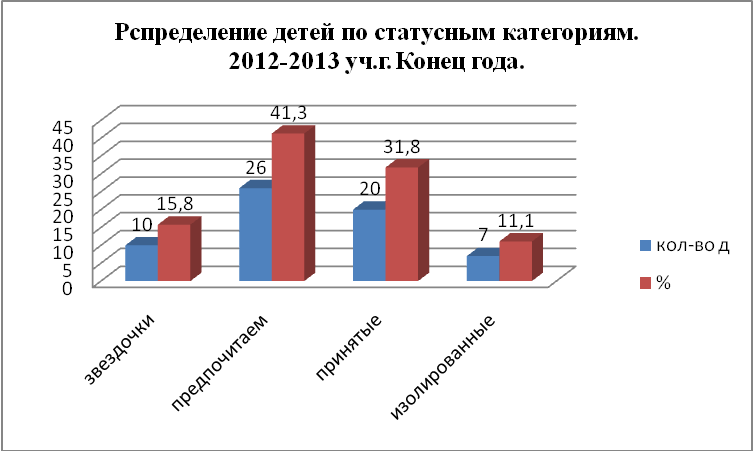 Рспределение детей по статусным категориям.
2012-2013 уч.г. Конец года.
45
40
35
30
25
20
15
10
5
0
10
15,8
26
41,3
20
31,8
7
11,1
звездочки
предпочитаем
принятые
изолированные
кол-во д
%